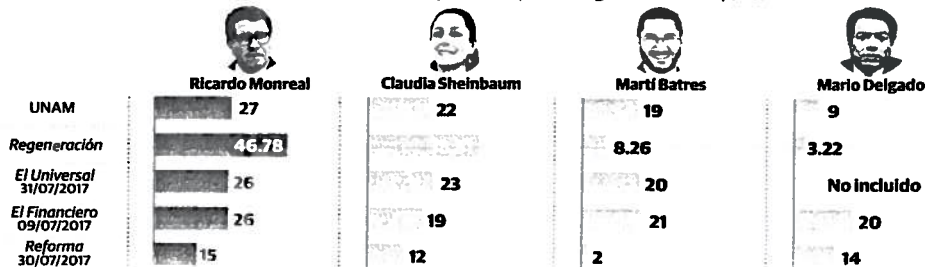 Ricardo Monreal Claudia Sheinbaum Martí Batres Mario Delgado
UNAM 27 22 19 9
Regeneración 46.78 8.26 3.22
El Universal 26 23 20 No incluido
31/07/2017
El Financiero 26 19 21 20
09/07/2017
Reforma 15 12 2 14
30/07/2017